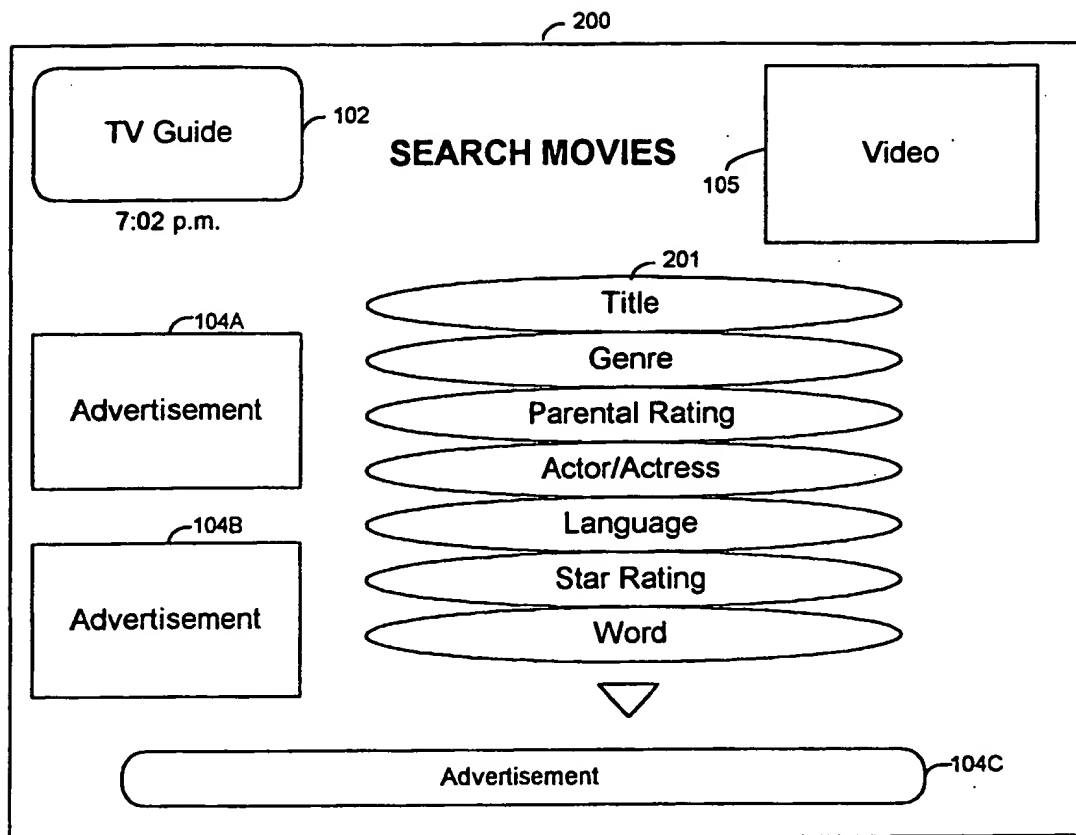 200
TV Guide
102
SEARCH MOVIES
105
Video
7:02 p.m.
201
Title
104A
Genre
Advertisement
Parental Rating
Actor/Actress
104B
Language
Advertisement
Star Rating
Word
Advertisement
104C